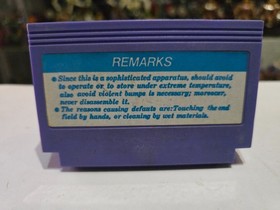 REMARKS
● Since this is a sophisticated apparatus, should avoid
to operate or to store under extreme temperature,
also avoid violent bumps is necessary; moreover,
never disassemble it.
● The reasons causing defauts are: Touching the end
field by hands, or cleaning by wet materials.